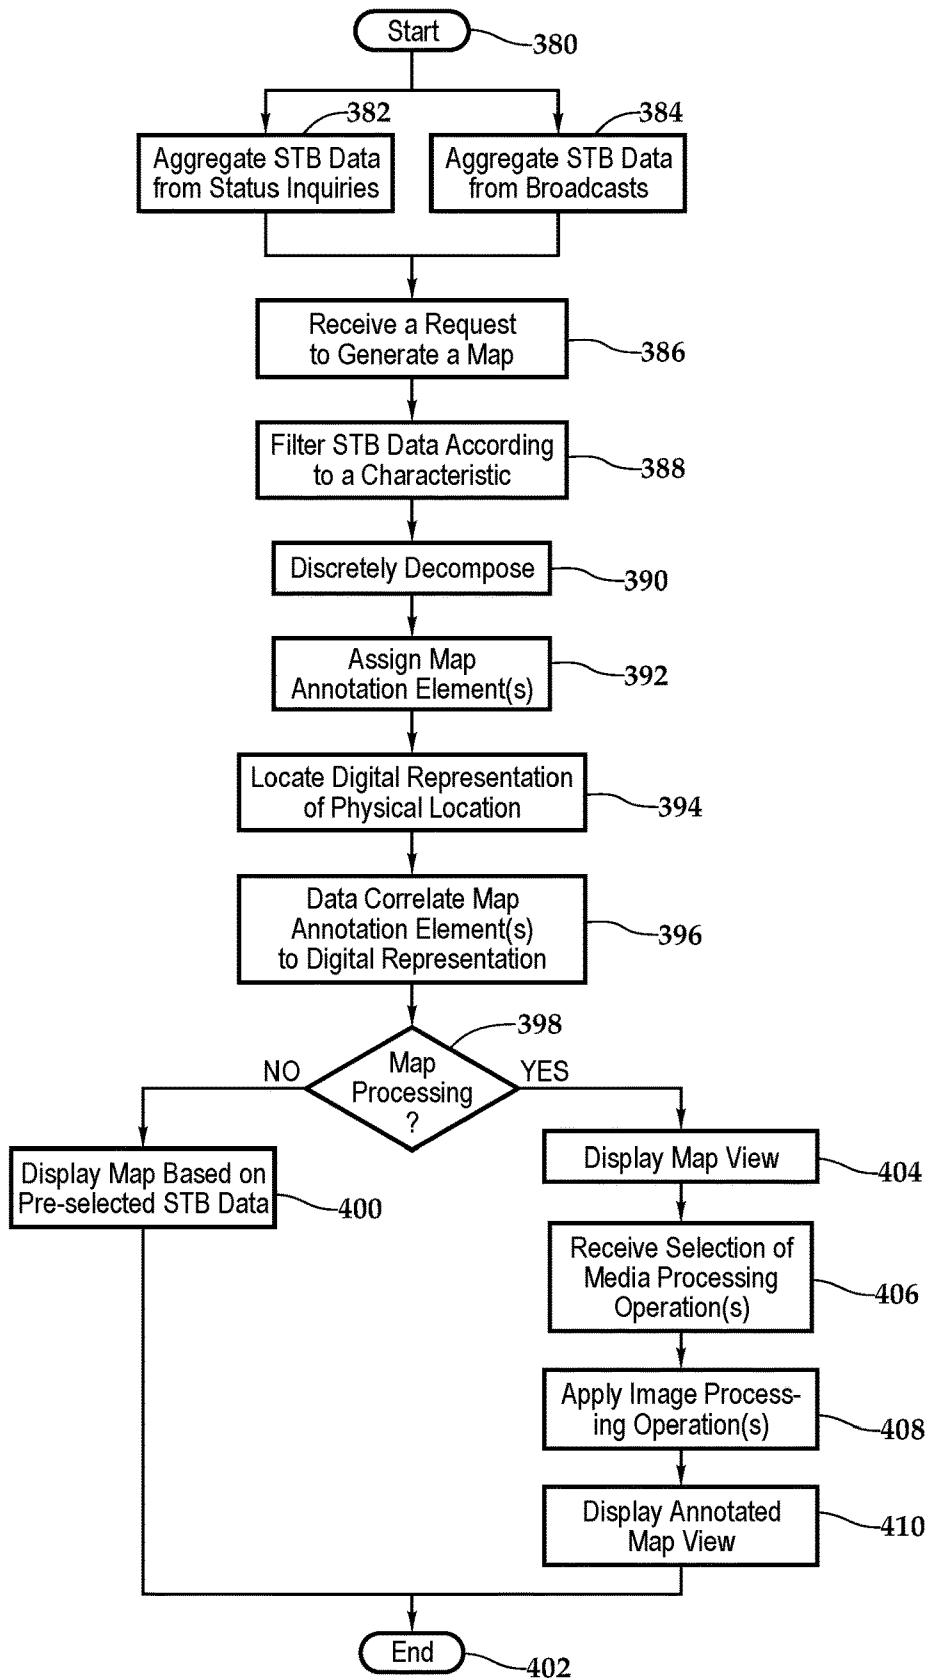 Start
380
382
384
Aggregate STB Data
from Status Inquiries
Aggregate STB Data
from Broadcasts
Receive a Request
to Generate a Map
386
Filter STB Data According
to a Characteristic
388
Discretely Decompose
390
Assign Map
Annotation Element(s)
392
Locate Digital Representation
of Physical Location
394
Data Correlate Map
Annotation Element(s)
to Digital Representation
396
398
NO
Map
Processing
?
YES
Display Map Based on
Pre-selected STB Data
400
Display Map View
404
Receive Selection of
Media Processing
Operation(s)
406
Apply Image Process-
ing Operation(s)
408
Display Annotated
Map View
410
End
402